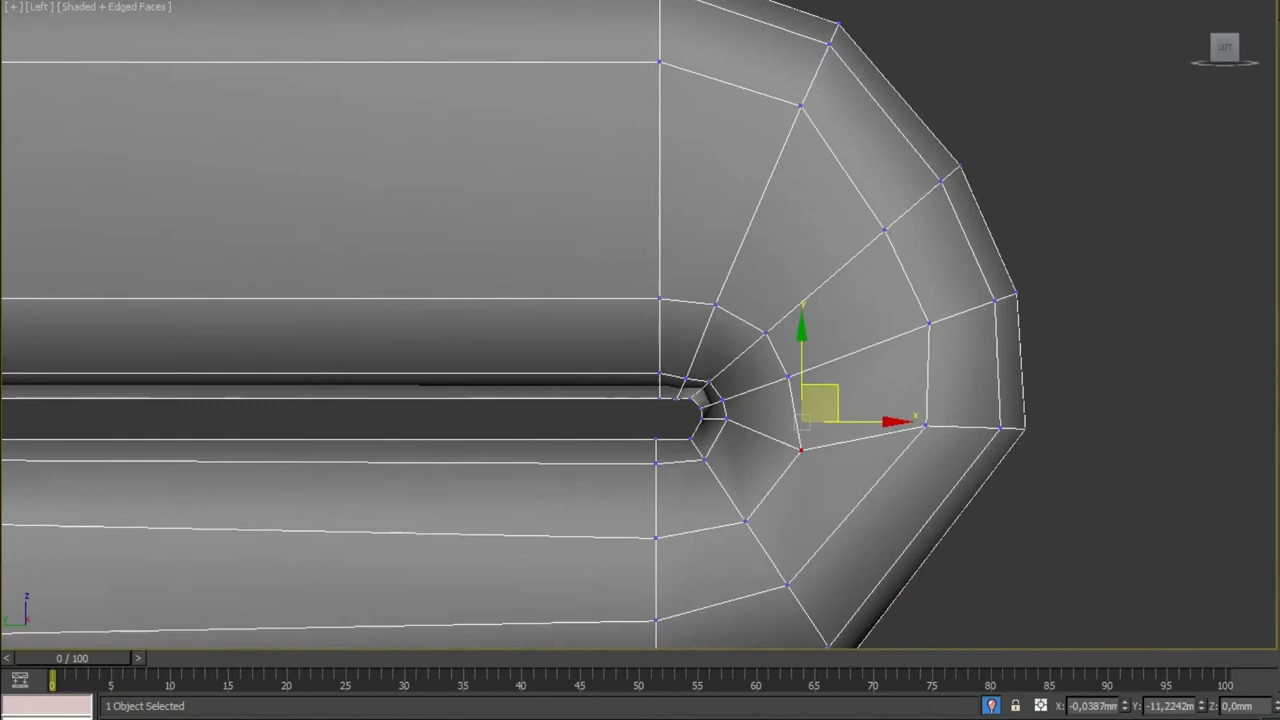 [ + ] [ Left ] [ Shaded + Edged Faces ]
LEFT
y
x
z
y
x
< 0 / 100 >
0 5 10 15 20 25 30 35 40 45 50 55 60 65 70 75 80 85 90 95 100
1 Object Selected
X: -0,0387mm Y: -11,2242m Z: 0,0mm